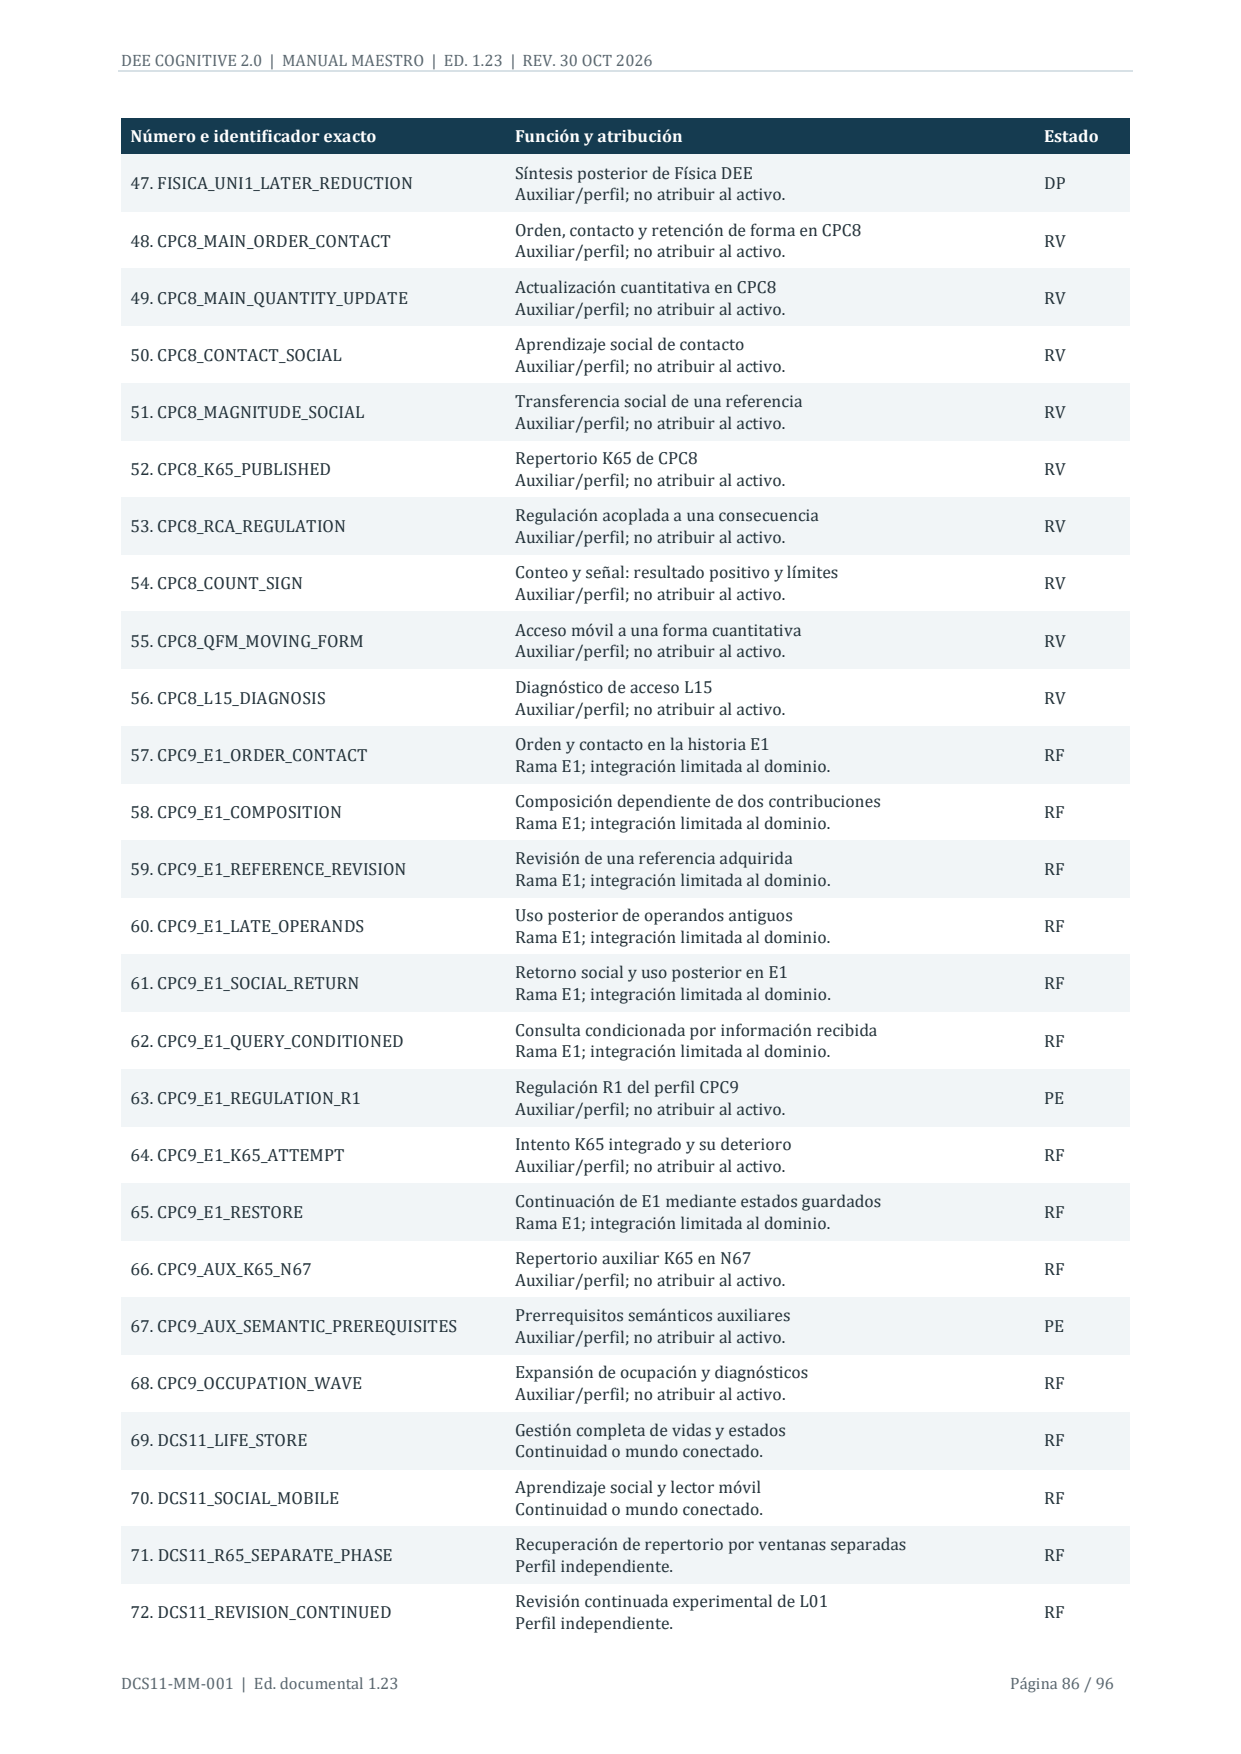 DEE COGNITIVE 2.0 | MANUAL MAESTRO | ED. 1.23 | REV. 30 OCT 2026
Número e identificador exacto Función y atribución Estado
47. FISICA_UNI1_LATER_REDUCTION Síntesis posterior de Física DEE DP
Auxiliar/perfil; no atribuir al activo.
48. CPC8_MAIN_ORDER_CONTACT Orden, contacto y retención de forma en CPC8 RV
Auxiliar/perfil; no atribuir al activo.
49. CPC8_MAIN_QUANTITY_UPDATE Actualización cuantitativa en CPC8 RV
Auxiliar/perfil; no atribuir al activo.
50. CPC8_CONTACT_SOCIAL Aprendizaje social de contacto RV
Auxiliar/perfil; no atribuir al activo.
51. CPC8_MAGNITUDE_SOCIAL Transferencia social de una referencia RV
Auxiliar/perfil; no atribuir al activo.
52. CPC8_K65_PUBLISHED Repertorio K65 de CPC8 RV
Auxiliar/perfil; no atribuir al activo.
53. CPC8_RCA_REGULATION Regulación acoplada a una consecuencia RV
Auxiliar/perfil; no atribuir al activo.
54. CPC8_COUNT_SIGN Conteo y señal: resultado positivo y límites RV
Auxiliar/perfil; no atribuir al activo.
55. CPC8_QFM_MOVING_FORM Acceso móvil a una forma cuantitativa RV
Auxiliar/perfil; no atribuir al activo.
56. CPC8_L15_DIAGNOSIS Diagnóstico de acceso L15 RV
Auxiliar/perfil; no atribuir al activo.
57. CPC9_E1_ORDER_CONTACT Orden y contacto en la historia E1 RF
Rama E1; integración limitada al dominio.
58. CPC9_E1_COMPOSITION Composición dependiente de dos contribuciones RF
Rama E1; integración limitada al dominio.
59. CPC9_E1_REFERENCE_REVISION Revisión de una referencia adquirida RF
Rama E1; integración limitada al dominio.
60. CPC9_E1_LATE_OPERANDS Uso posterior de operandos antiguos RF
Rama E1; integración limitada al dominio.
61. CPC9_E1_SOCIAL_RETURN Retorno social y uso posterior en E1 RF
Rama E1; integración limitada al dominio.
62. CPC9_E1_QUERY_CONDITIONED Consulta condicionada por información recibida RF
Rama E1; integración limitada al dominio.
63. CPC9_E1_REGULATION_R1 Regulación R1 del perfil CPC9 PE
Auxiliar/perfil; no atribuir al activo.
64. CPC9_E1_K65_ATTEMPT Intento K65 integrado y su deterioro RF
Auxiliar/perfil; no atribuir al activo.
65. CPC9_E1_RESTORE Continuación de E1 mediante estados guardados RF
Rama E1; integración limitada al dominio.
66. CPC9_AUX_K65_N67 Repertorio auxiliar K65 en N67 RF
Auxiliar/perfil; no atribuir al activo.
67. CPC9_AUX_SEMANTIC_PREREQUISITES Prerrequisitos semánticos auxiliares PE
Auxiliar/perfil; no atribuir al activo.
68. CPC9_OCCUPATION_WAVE Expansión de ocupación y diagnósticos RF
Auxiliar/perfil; no atribuir al activo.
69. DCS11_LIFE_STORE Gestión completa de vidas y estados RF
Continuidad o mundo conectado.
70. DCS11_SOCIAL_MOBILE Aprendizaje social y lector móvil RF
Continuidad o mundo conectado.
71. DCS11_R65_SEPARATE_PHASE Recuperación de repertorio por ventanas separadas RF
Perfil independiente.
72. DCS11_REVISION_CONTINUED Revisión continuada experimental de L01 RF
Perfil independiente.
DCS11-MM-001 | Ed. documental 1.23 Página 86 / 96